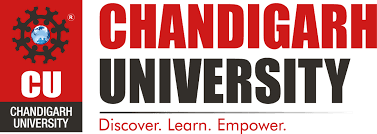 ®
CU
CHANDIGARH
UNIVERSITY
CHANDIGARH
UNIVERSITY
Discover. Learn. Empower.